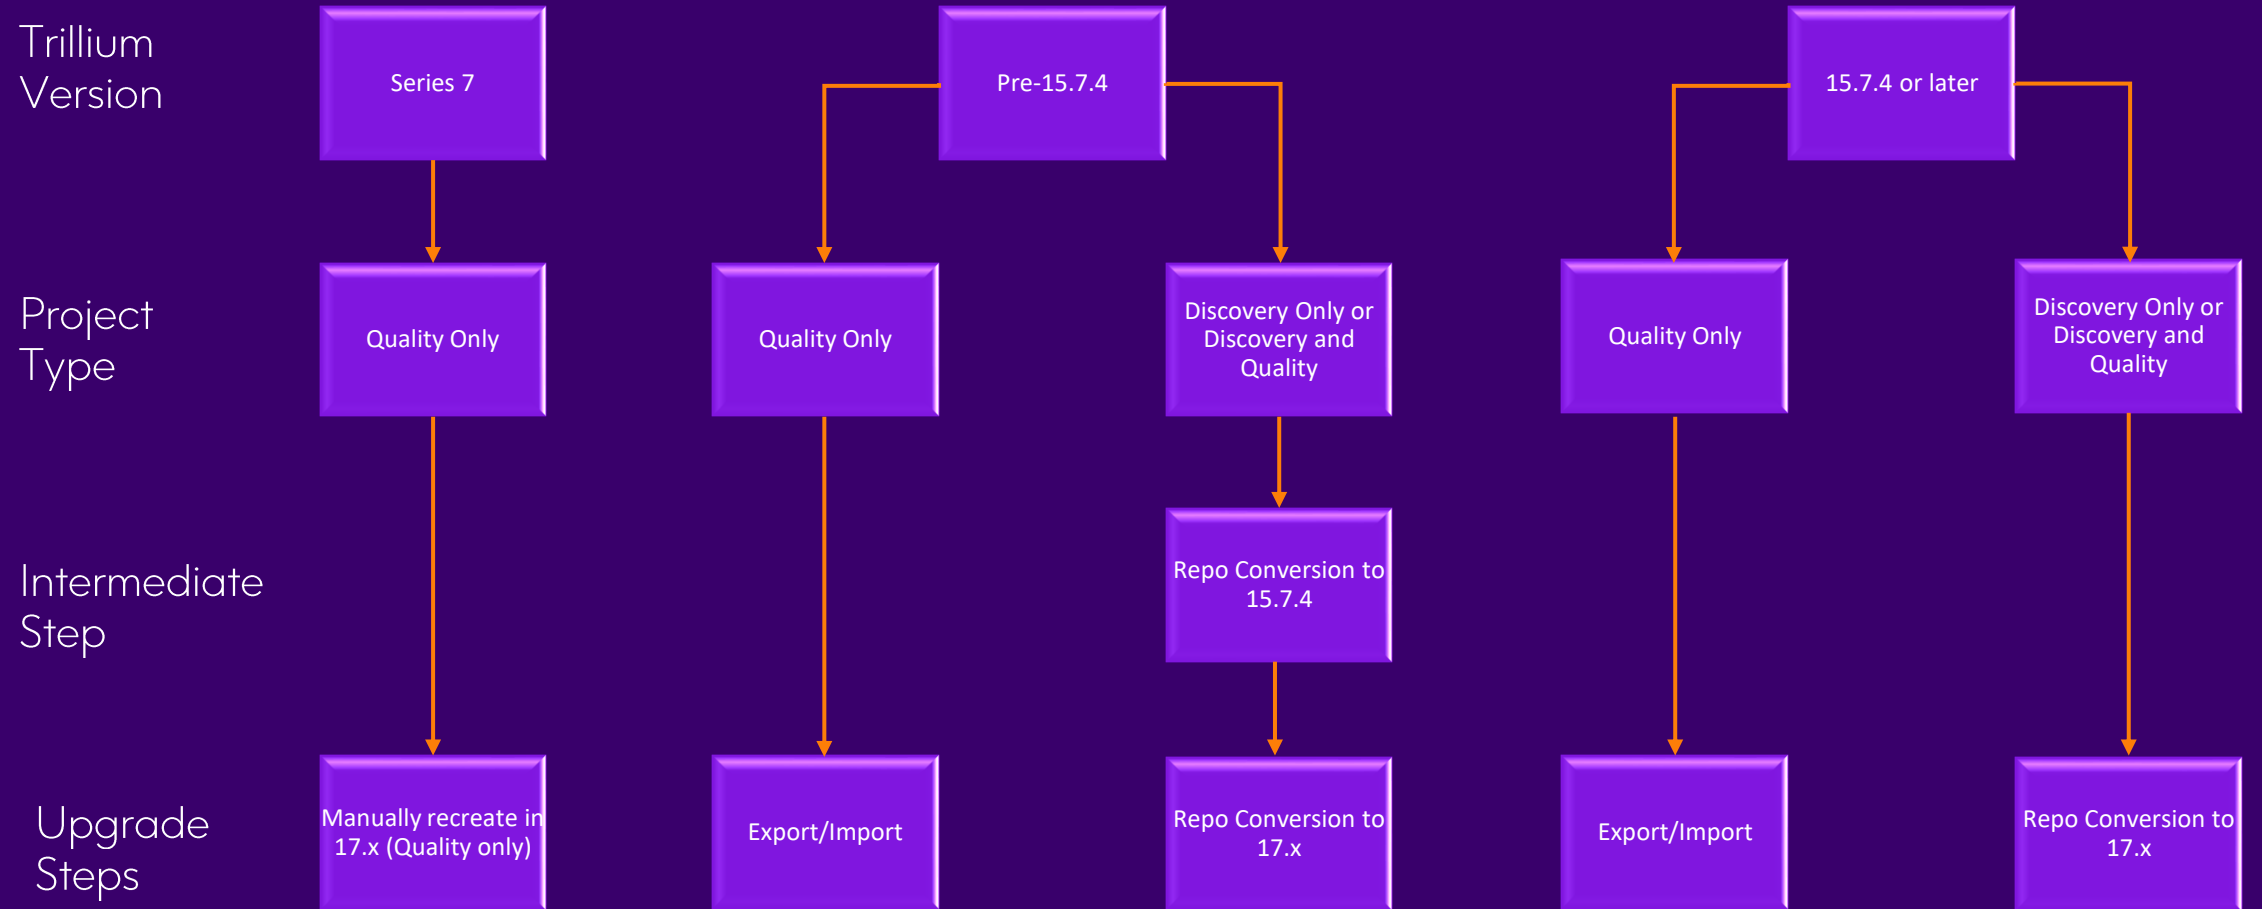 Trillium
Version
Series 7
Pre-15.7.4
15.7.4 or later
Project
Type
Quality Only
Quality Only
Discovery Only or
Discovery and
Quality
Quality Only
Discovery Only or
Discovery and
Quality
Intermediate
Step
Repo Conversion to
15.7.4
Upgrade
Steps
Manually recreate in
17.x (Quality only)
Export/Import
Repo Conversion to
17.x
Export/Import
Repo Conversion to
17.x